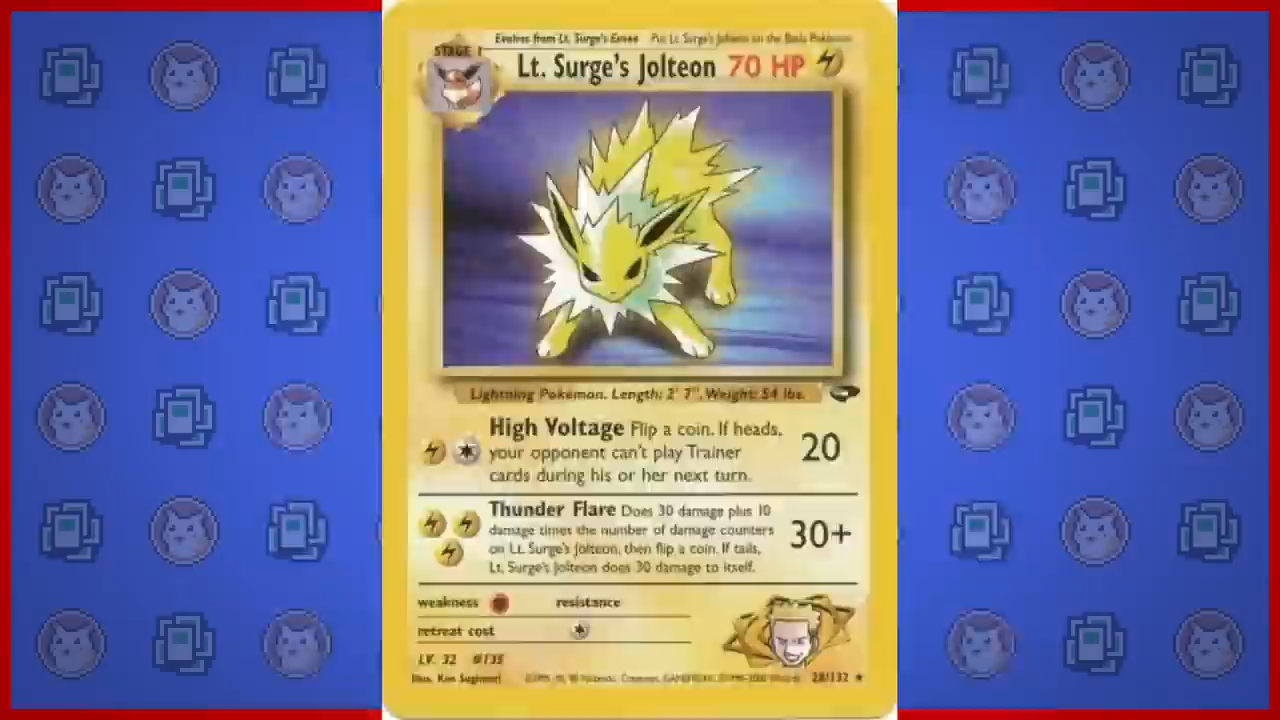 Evolves from Lt. Surge's Eevee Put Lt. Surge's Jolteon on the Basic Pokémon
STAGE 1
Lt. Surge's Jolteon 70 HP
Lightning Pokémon. Length: 2' 7", Weight: 54 lbs.
High Voltage Flip a coin. If heads,
your opponent can't play Trainer
cards during his or her next turn.
20
Thunder Flare Does 30 damage plus 10
damage times the number of damage counters
on Lt. Surge's Jolteon, then flip a coin. If tails,
Lt. Surge's Jolteon does 30 damage to itself.
30+
weakness resistance
retreat cost
LV. 32 #135
Illus. Ken Sugimori
28/132